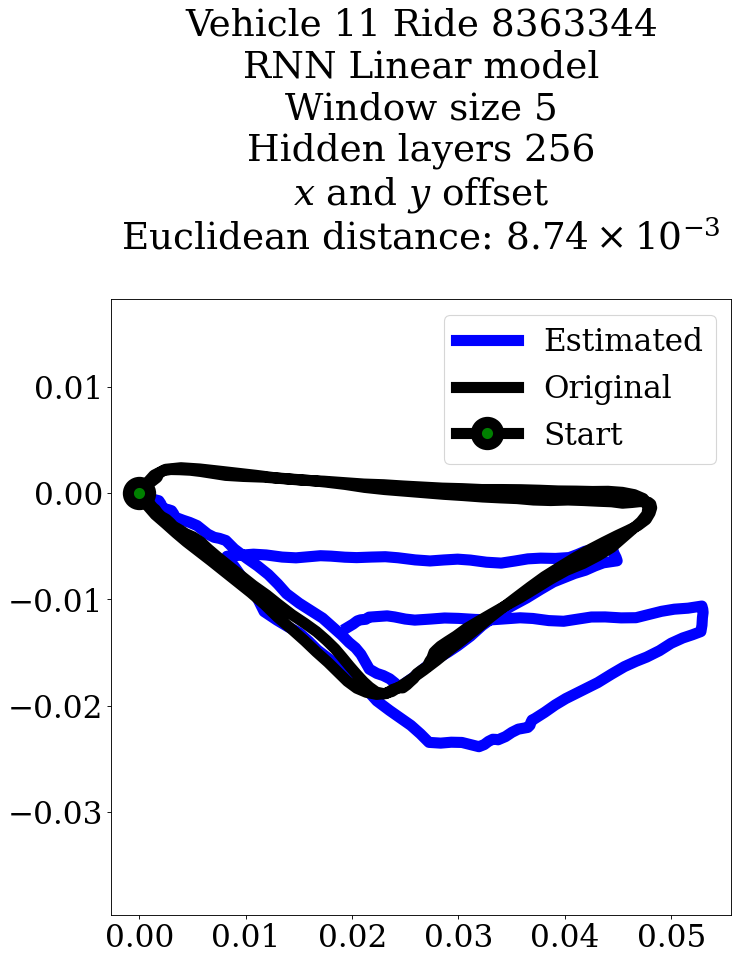 Vehicle 11 Ride 8363344
RNN Linear model
Window size 5
Hidden layers 256
x and y offset
Euclidean distance: 8.74 × 10⁻³
Estimated
Original
Start
0.01
0.00
−0.01
−0.02
−0.03
0.00 0.01 0.02 0.03 0.04 0.05